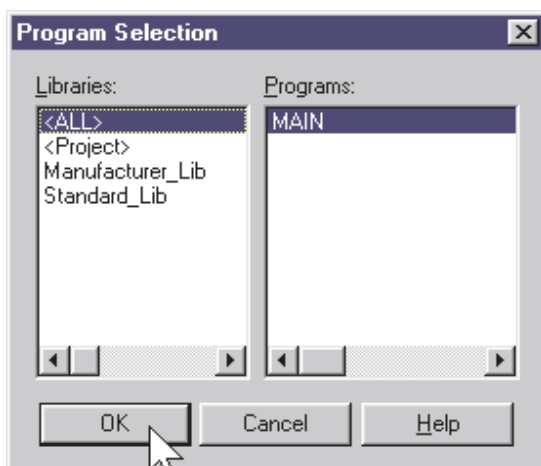 Program Selection
Libraries:
<ALL>
<Project>
Manufacturer_Lib
Standard_Lib
Programs:
MAIN
OK
Cancel
Help